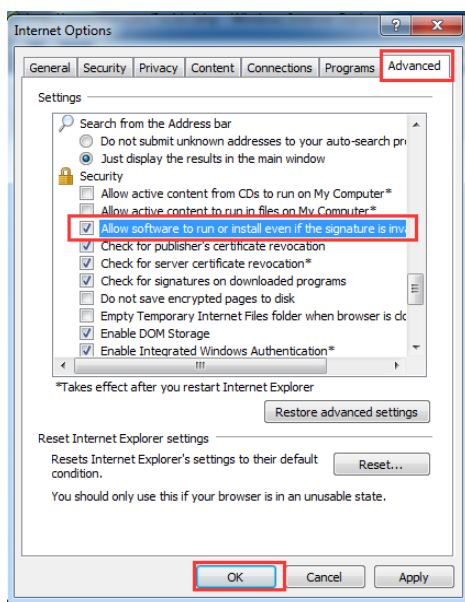 Internet Options
General Security Privacy Content Connections Programs Advanced
Settings
Search from the Address bar
Do not submit unknown addresses to your auto-search pr
Just display the results in the main window
Security
Allow active content from CDs to run on My Computer*
Allow active content to run in files on My Computer*
Allow software to run or install even if the signature is inva
Check for publisher's certificate revocation
Check for server certificate revocation*
Check for signatures on downloaded programs
Do not save encrypted pages to disk
Empty Temporary Internet Files folder when browser is clo
Enable DOM Storage
Enable Integrated Windows Authentication*
*Takes effect after you restart Internet Explorer
Restore advanced settings
Reset Internet Explorer settings
Resets Internet Explorer's settings to their default
condition.
Reset...
You should only use this if your browser is in an unusable state.
OK Cancel Apply